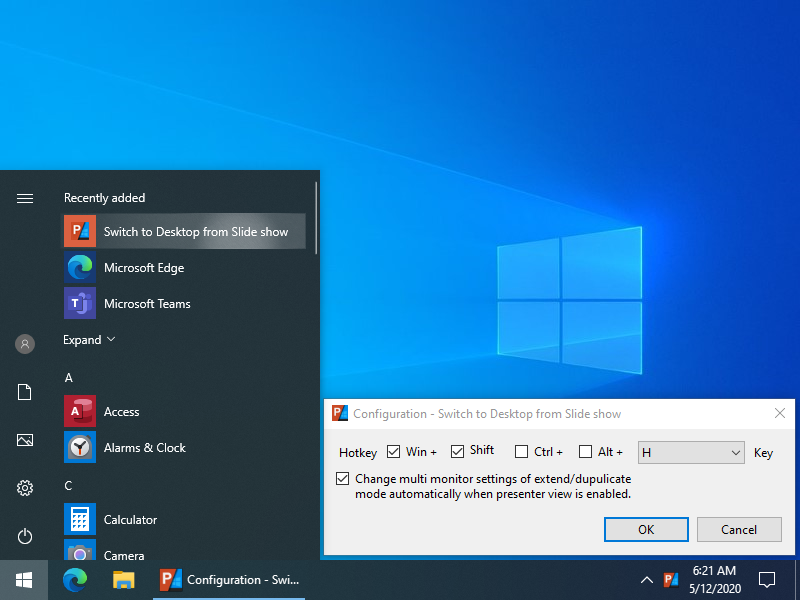 Recently added
Switch to Desktop from Slide show
Microsoft Edge
Microsoft Teams
Expand
A
Access
Alarms & Clock
C
Calculator
Camera
Configuration - Switch to Desktop from Slide show
Hotkey Win + Shift Ctrl + Alt + H Key
Change multi monitor settings of extend/dupulicate
mode automatically when presenter view is enabled.
OK Cancel
Configuration - Swi...
6:21 AM
5/12/2020